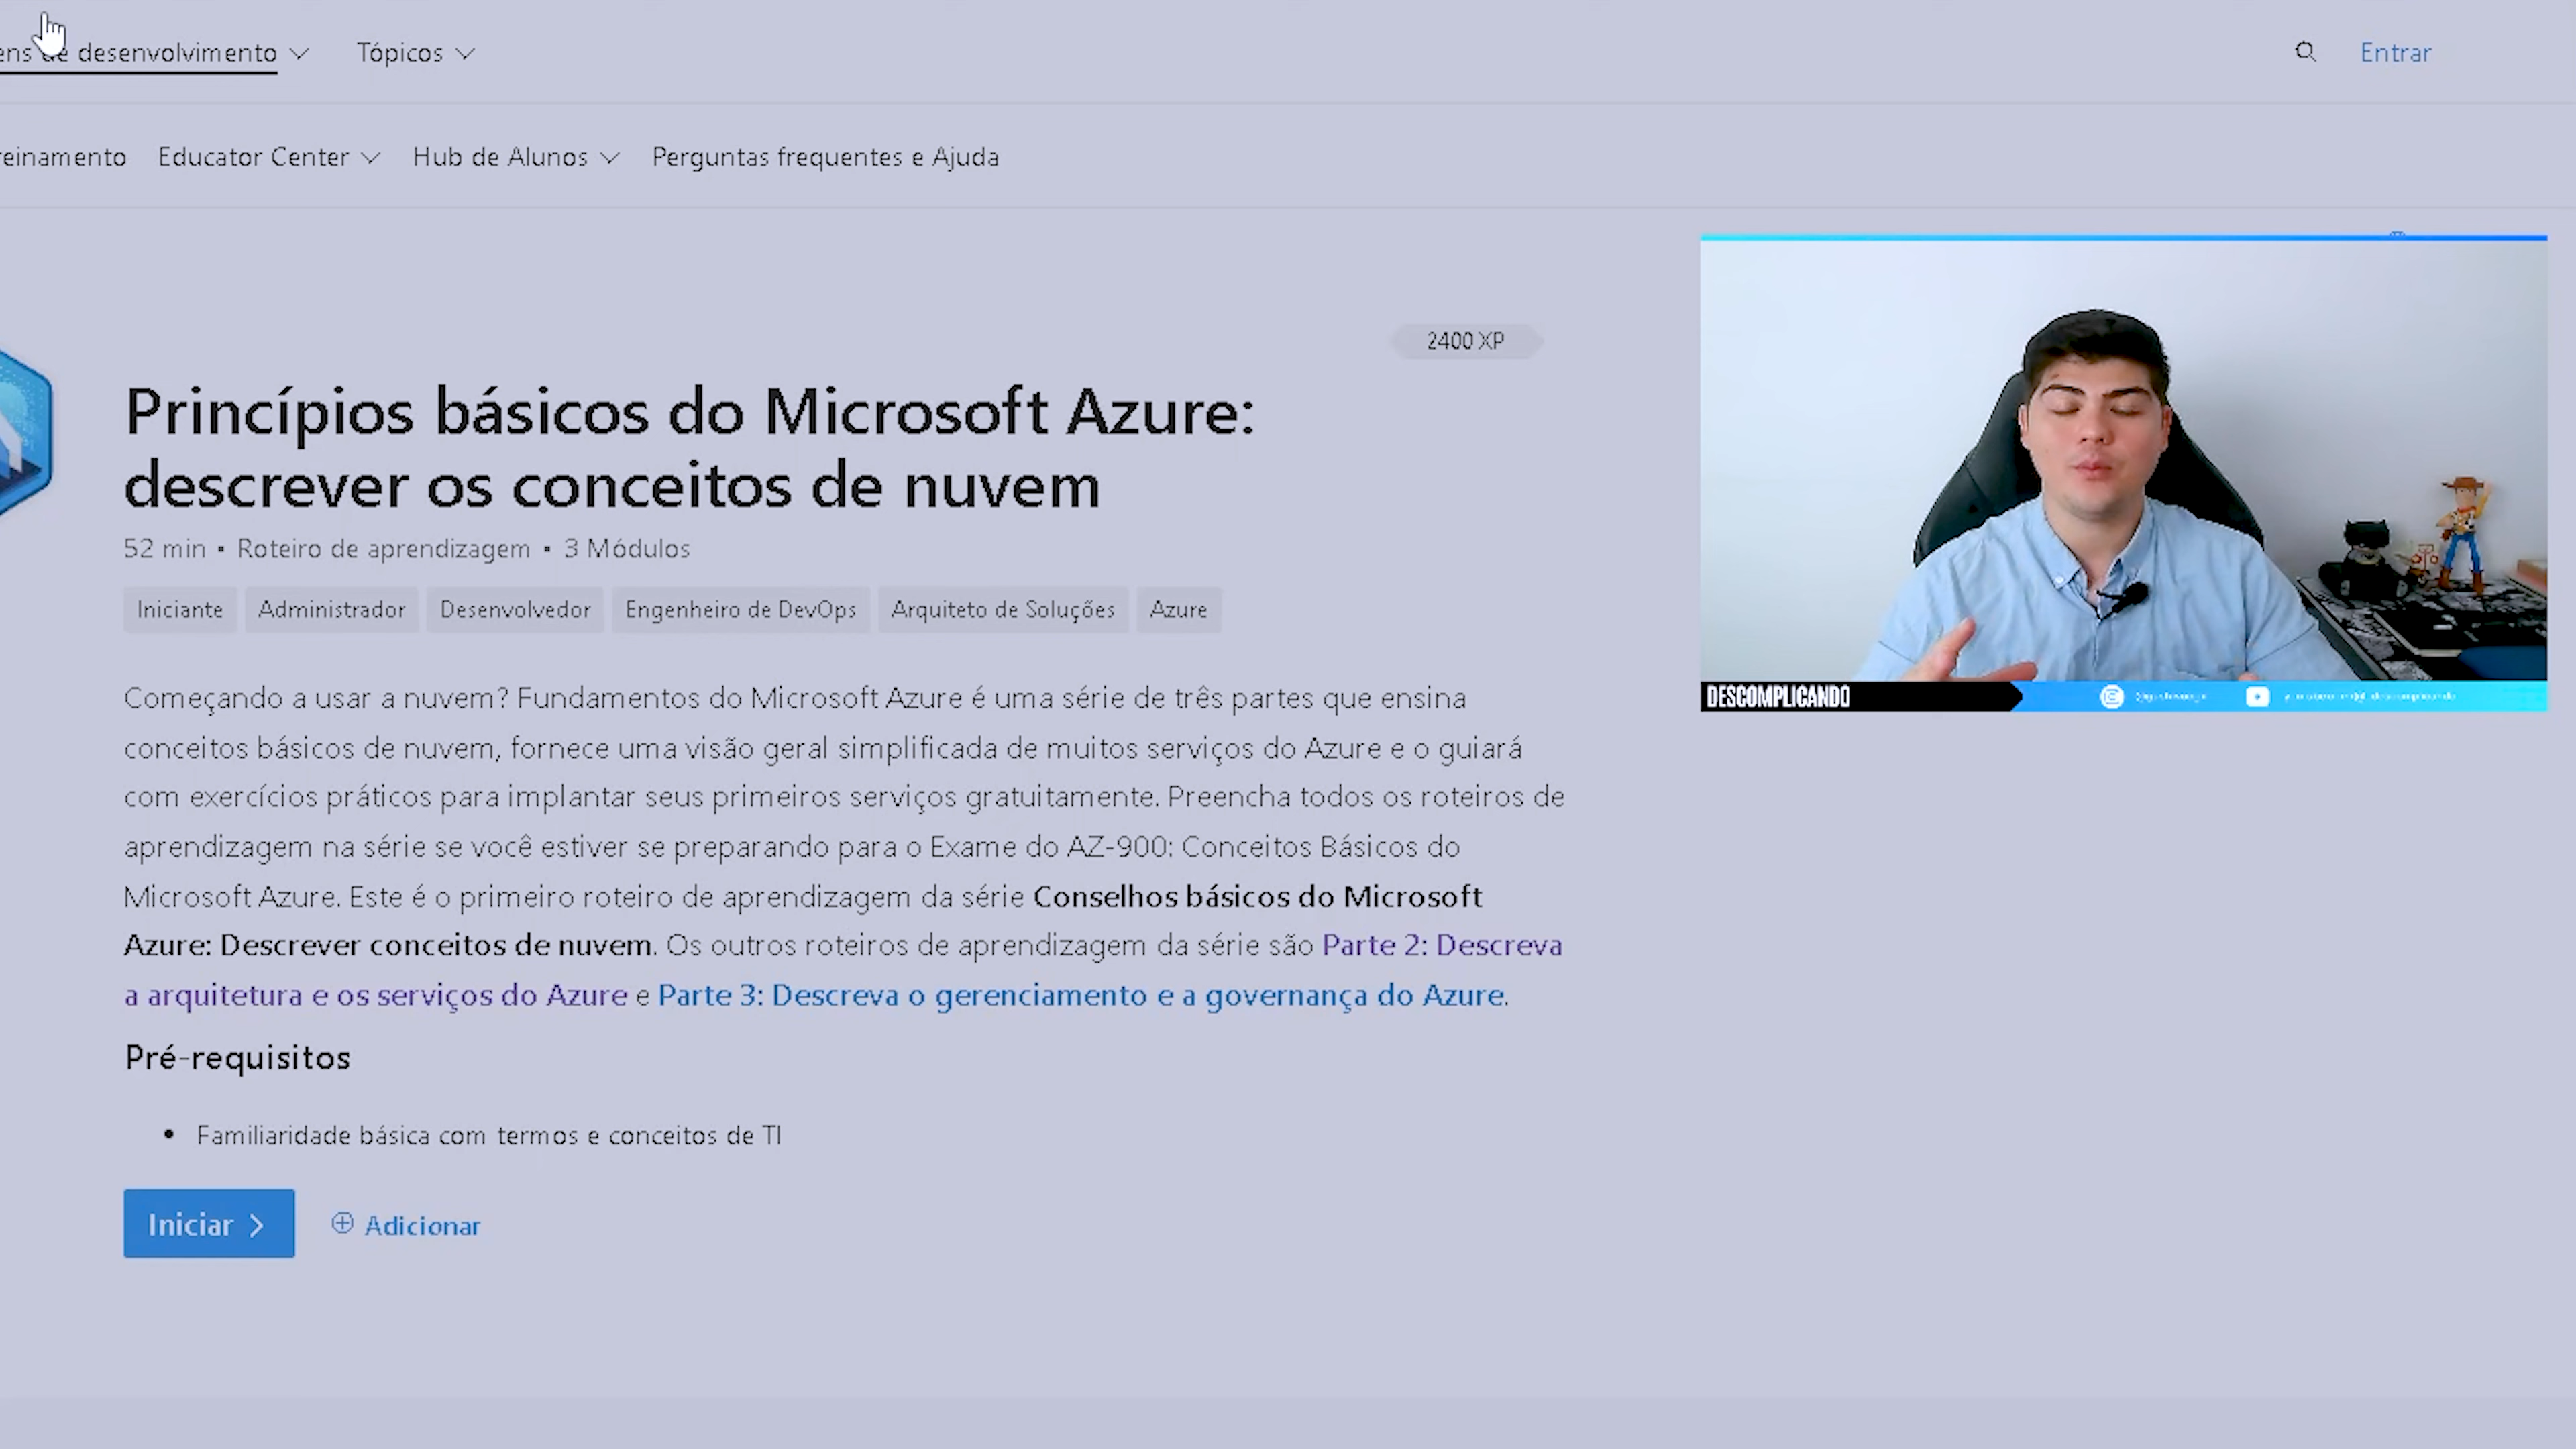 de desenvolvimento
Tópicos
Entrar
Educator Center
Hub de Alunos
Perguntas frequentes e Ajuda
2400 XP
Princípios básicos do Microsoft Azure:
descrever os conceitos de nuvem
52 min ▪ Roteiro de aprendizagem ▪ 3 Módulos
Iniciante
Administrador
Desenvolvedor
Engenheiro de DevOps
Arquiteto de Soluções
Azure
Começando a usar a nuvem? Fundamentos do Microsoft Azure é uma série de três partes que ensina
conceitos básicos de nuvem, fornece uma visão geral simplificada de muitos serviços do Azure e o guiará
com exercícios práticos para implantar seus primeiros serviços gratuitamente. Preencha todos os roteiros de
aprendizagem na série se você estiver se preparando para o Exame do AZ-900: Conceitos Básicos do
Microsoft Azure. Este é o primeiro roteiro de aprendizagem da série Conselhos básicos do Microsoft
Azure: Descrever conceitos de nuvem. Os outros roteiros de aprendizagem da série são Parte 2: Descreva
a arquitetura e os serviços do Azure e Parte 3: Descreva o gerenciamento e a governança do Azure.
Pré-requisitos
• Familiaridade básica com termos e conceitos de TI
Iniciar
Adicionar
DESCOMPLICANDO